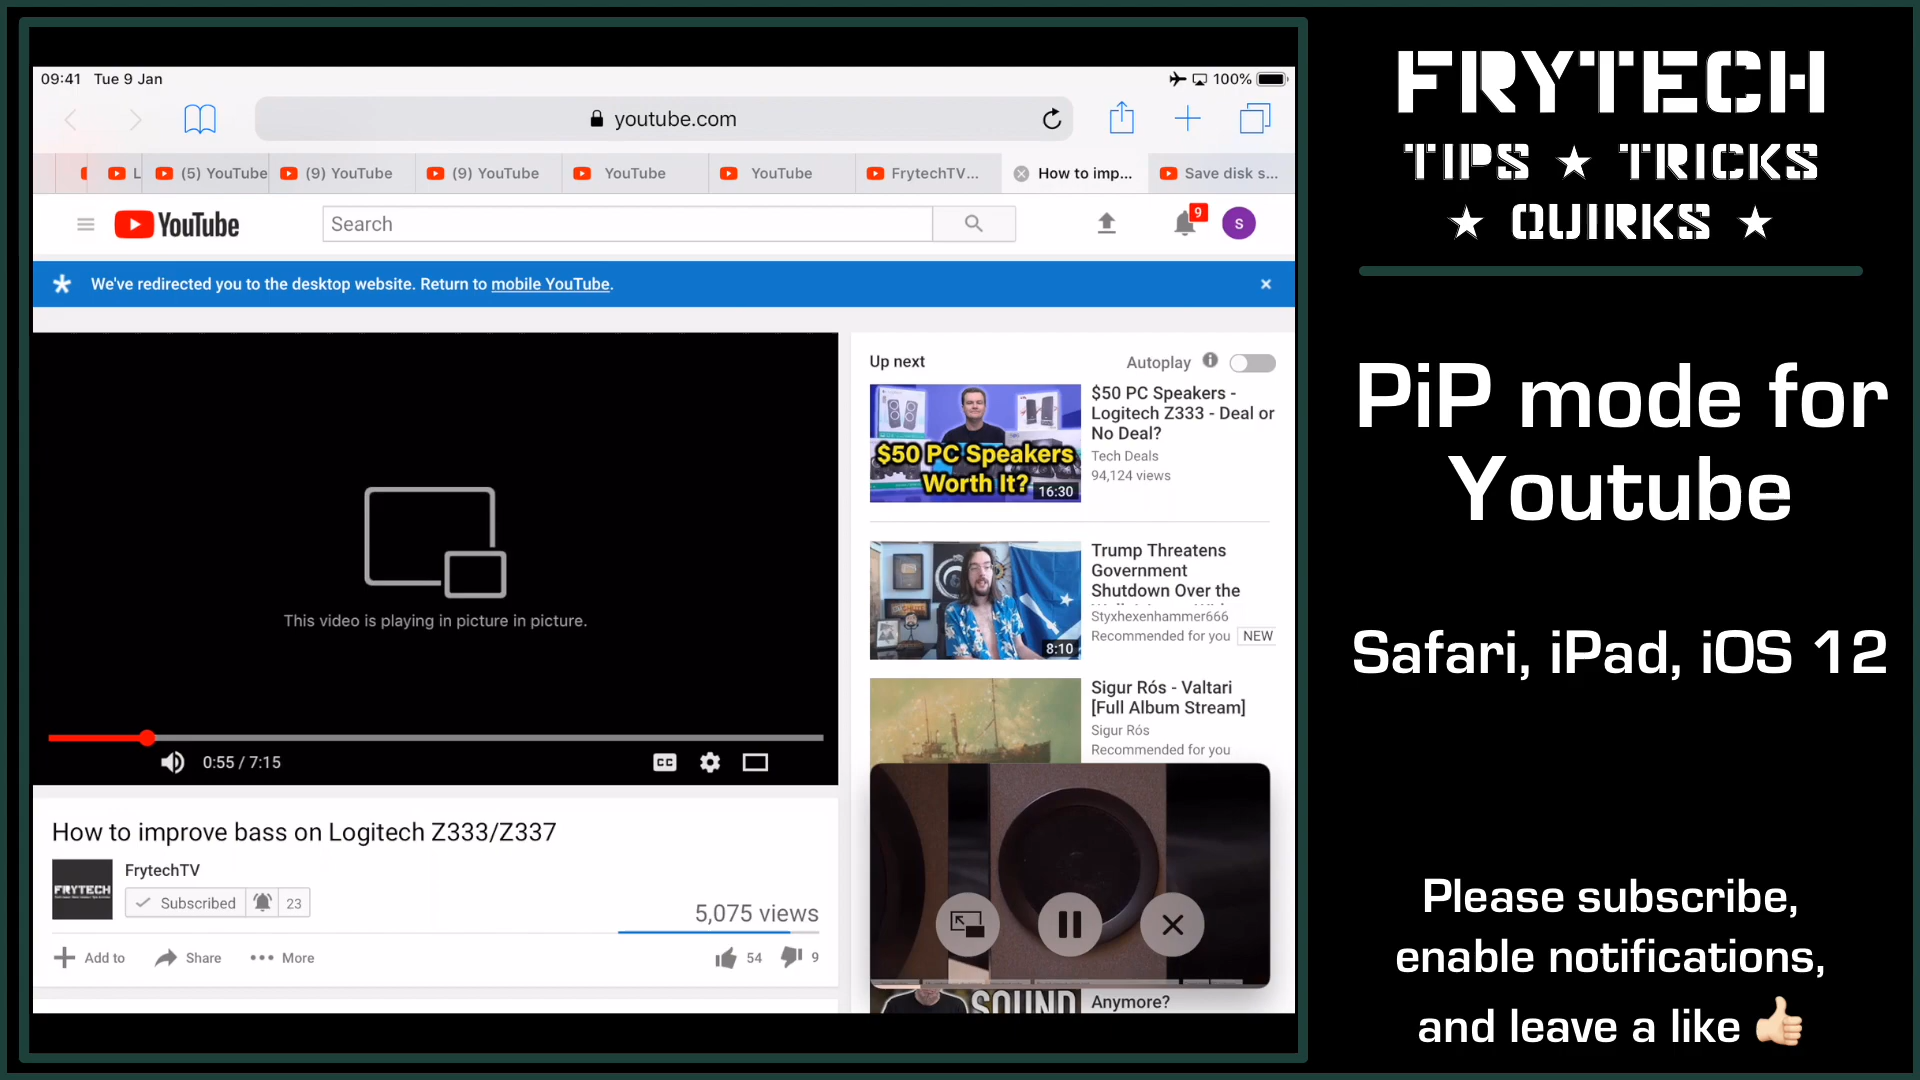 09:41 Tue 9 Jan
100%
youtube.com
L
(5) YouTube
(9) YouTube
(9) YouTube
YouTube
YouTube
FrytechTV...
How to imp...
Save disk s...
YouTube
Search
9
S
We've redirected you to the desktop website. Return to mobile YouTube.
This video is playing in picture in picture.
0:55 / 7:15
CC
How to improve bass on Logitech Z333/Z337
FRYTECH
FrytechTV
Subscribed
23
5,075 views
Add to
Share
More
54
9
Up next
Autoplay
$50 PC Speakers
Worth It?
16:30
$50 PC Speakers -
Logitech Z333 - Deal or
No Deal?
Tech Deals
94,124 views
8:10
Trump Threatens
Government
Shutdown Over the
Styxhexenhammer666
Recommended for you
NEW
Sigur Rós - Valtari
[Full Album Stream]
Sigur Rós
Recommended for you
SOUND
Anymore?
FRYTECH
TIPS ★ TRICKS
★ QUIRKS ★
PiP mode for
Youtube
Safari, iPad, iOS 12
Please subscribe,
enable notifications,
and leave a like 👍🏻